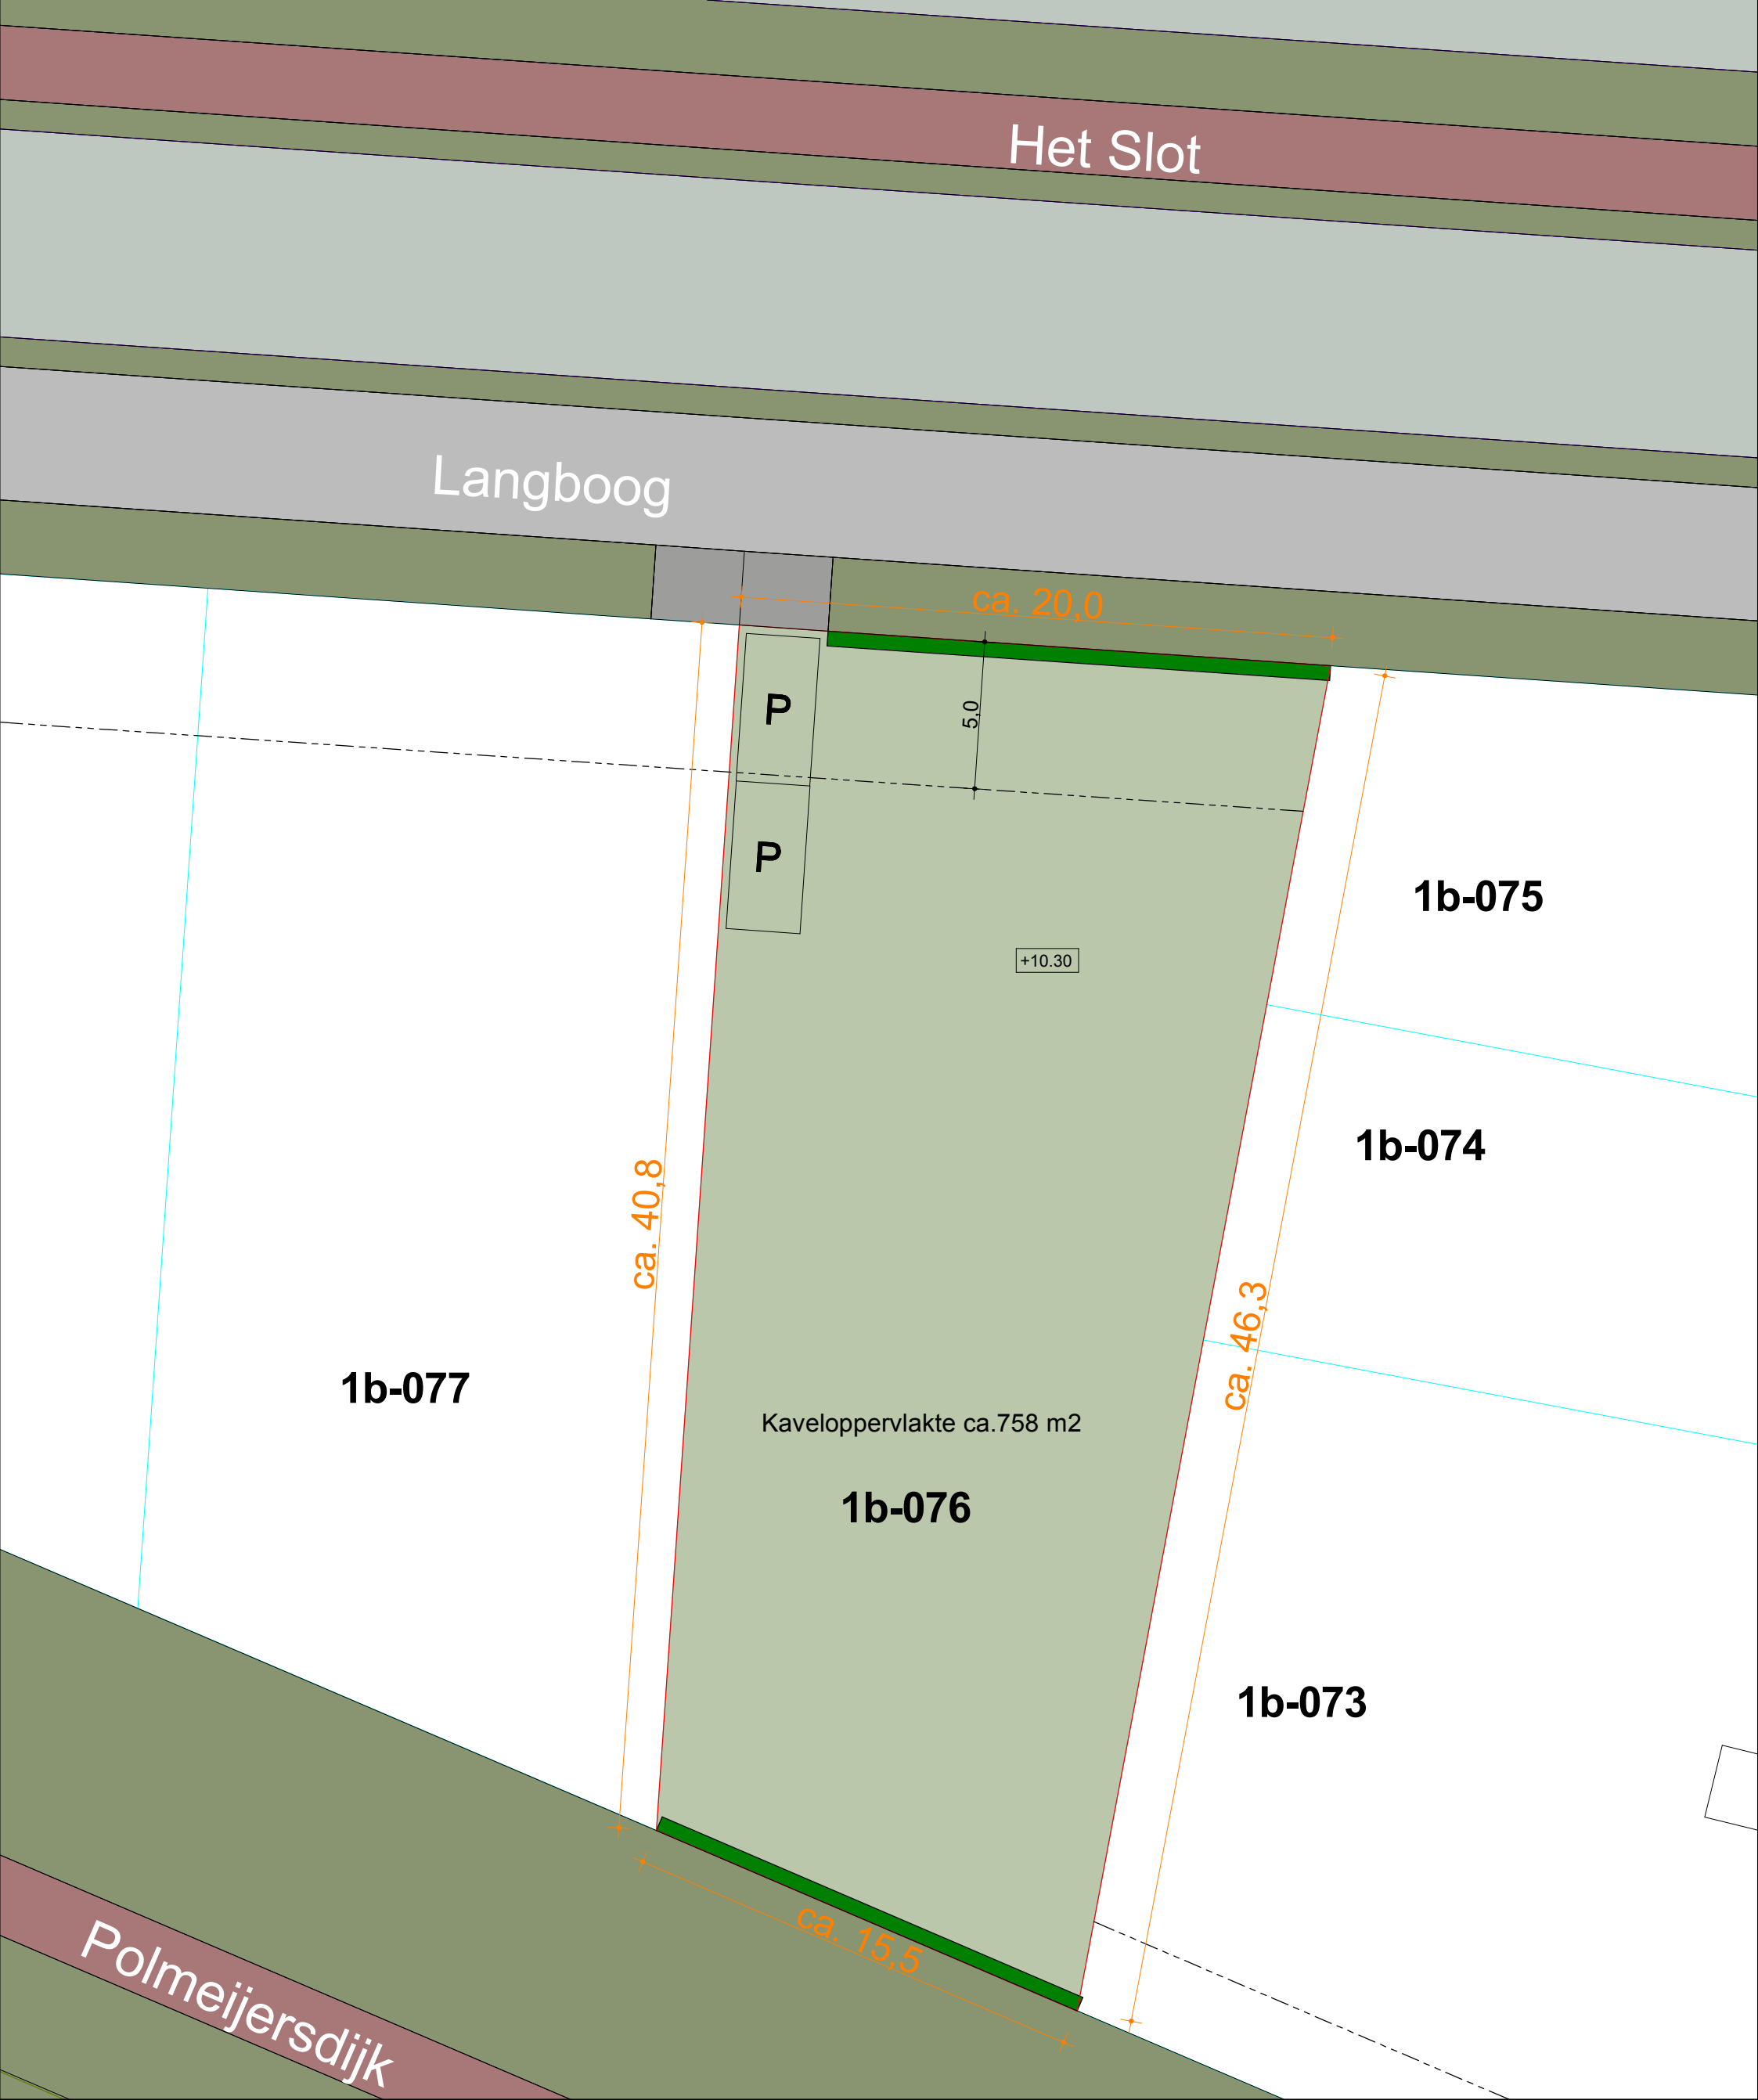 Het Slot
Langboog
ca. 20,0
P
5,0
P
1b-075
+10.30
1b-074
ca. 40,8
ca. 46,3
1b-077
Kaveloppervlakte ca.758 m2
1b-076
1b-073
ca. 15,5
Polmeijersdijk